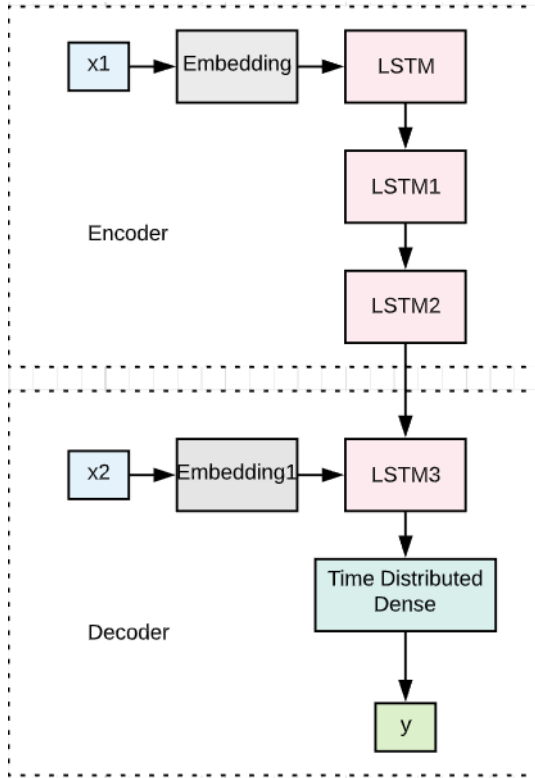 x1
Embedding
LSTM
LSTM1
Encoder
LSTM2
x2
Embedding1
LSTM3
Time Distributed
Dense
Decoder
y